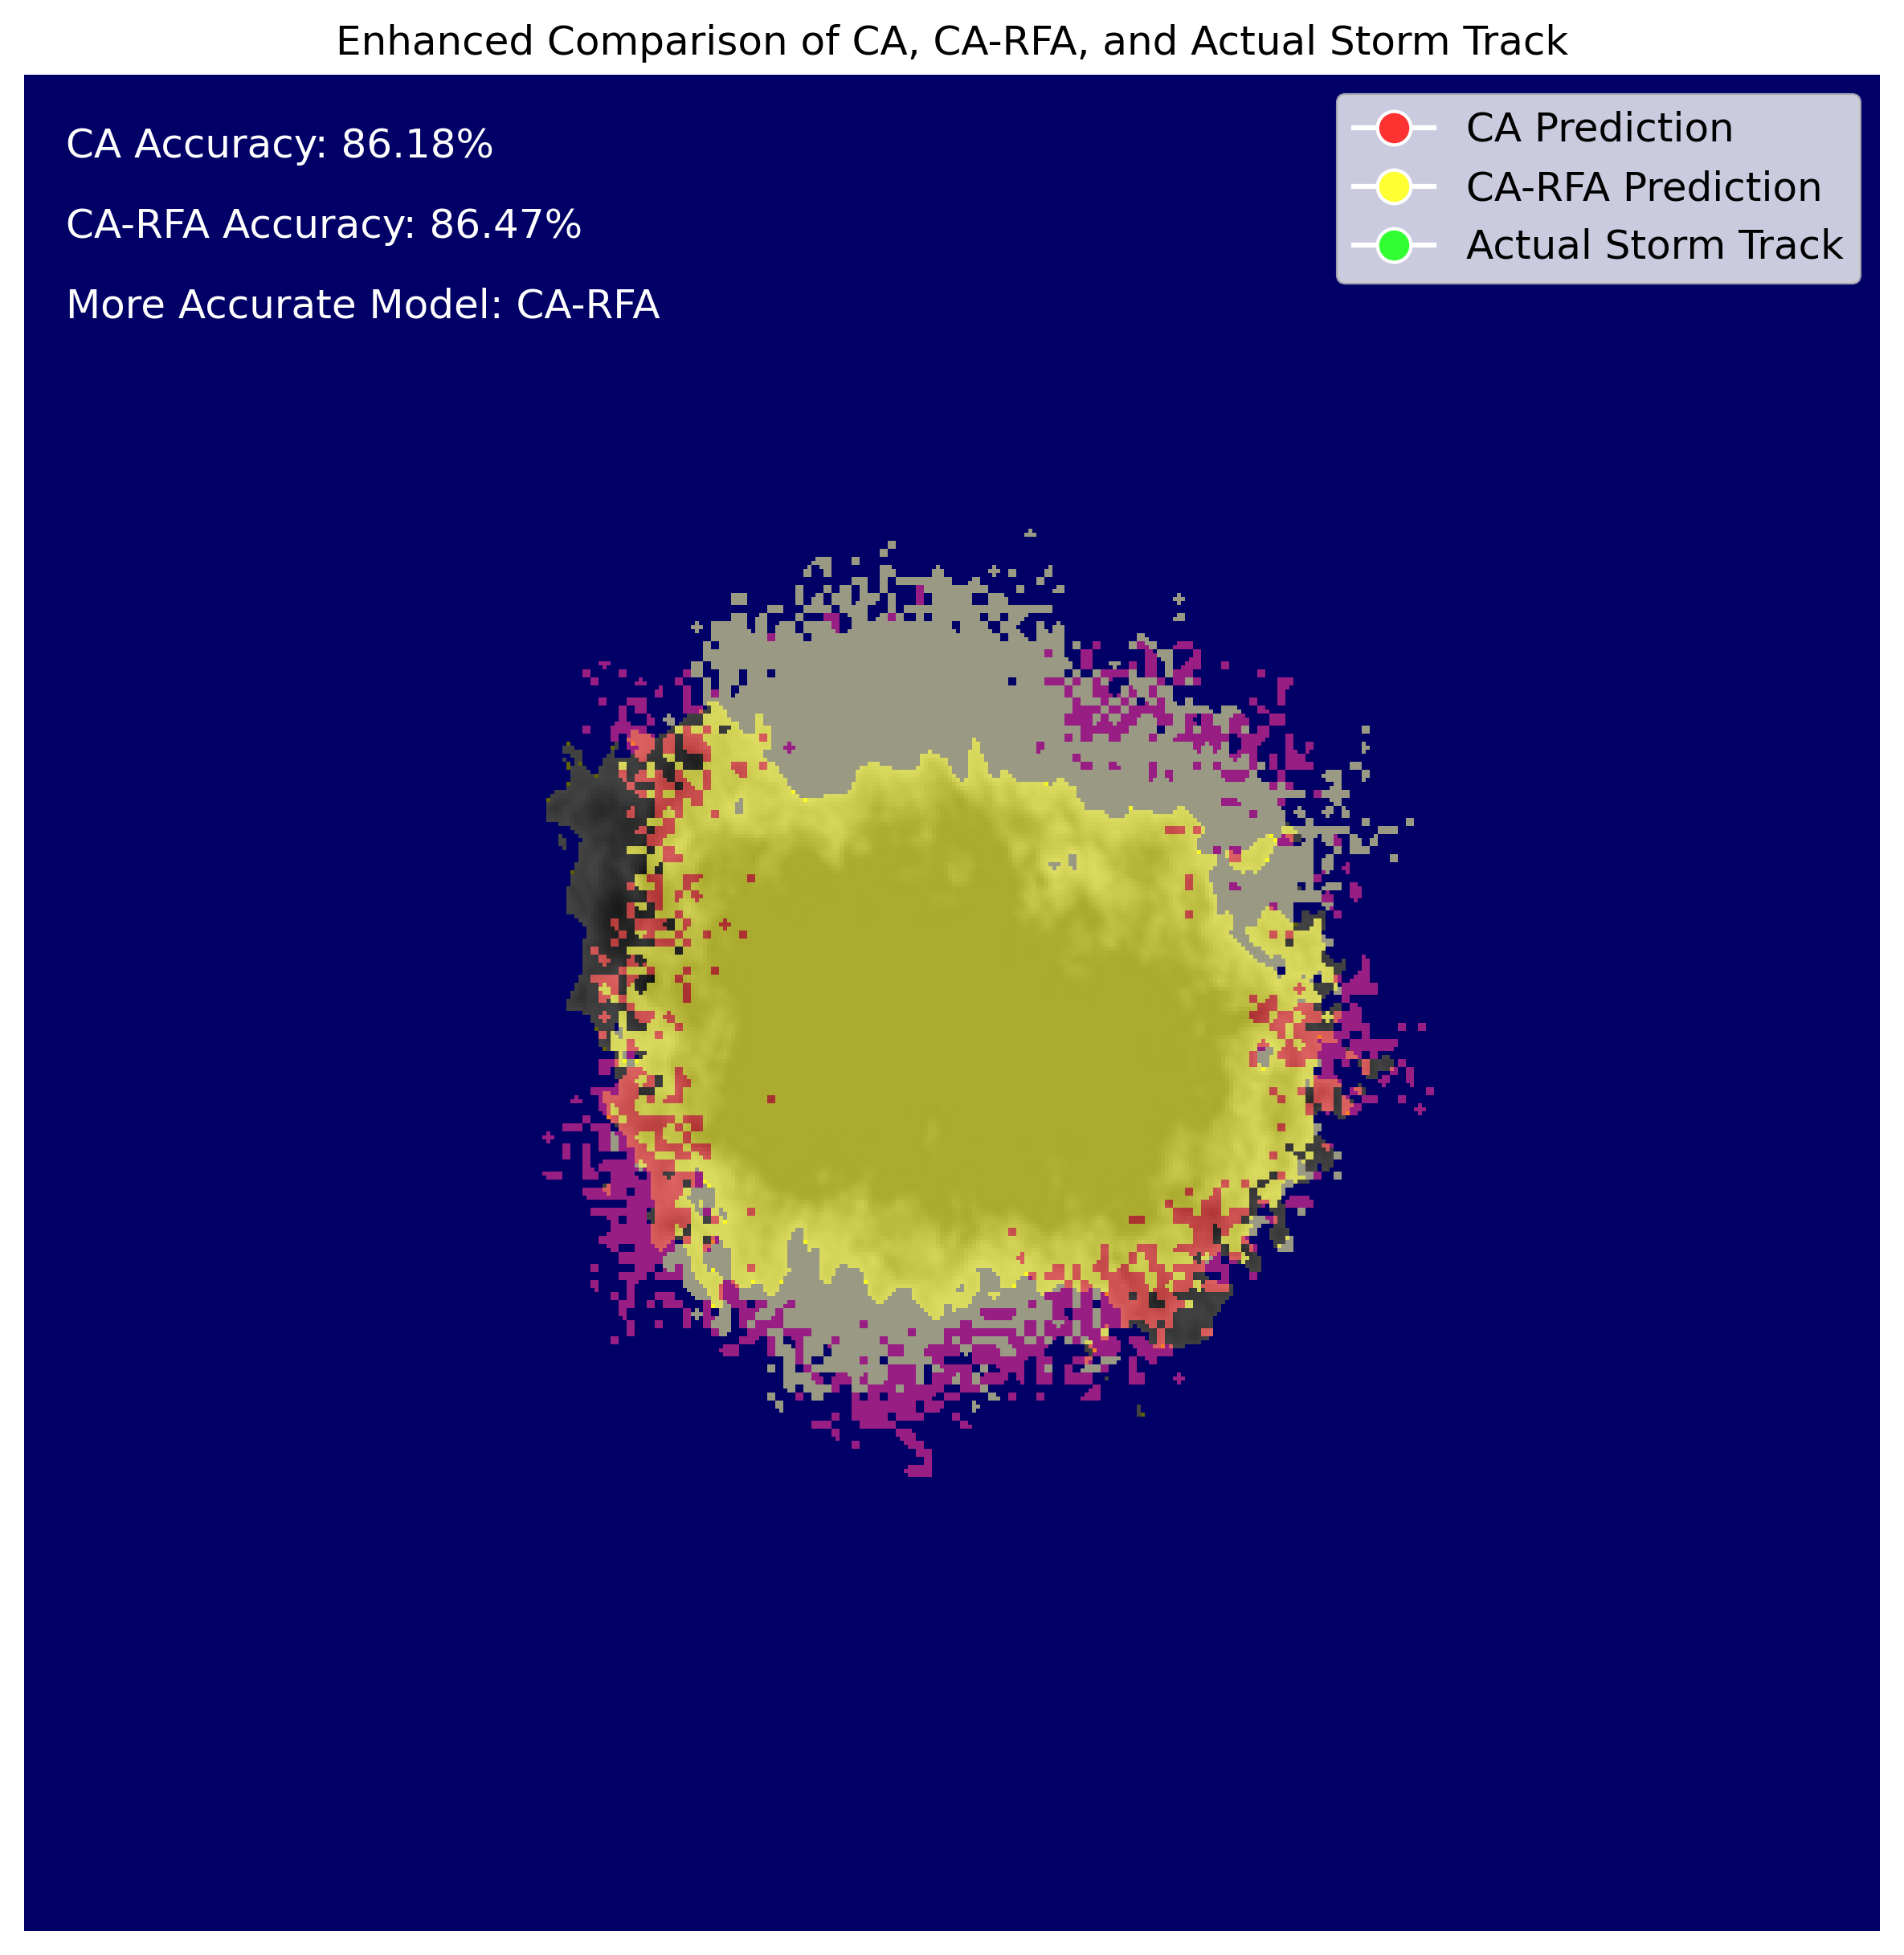 Enhanced Comparison of CA, CA-RFA, and Actual Storm Track
CA Accuracy: 86.18%
CA-RFA Accuracy: 86.47%
More Accurate Model: CA-RFA
CA Prediction
CA-RFA Prediction
Actual Storm Track